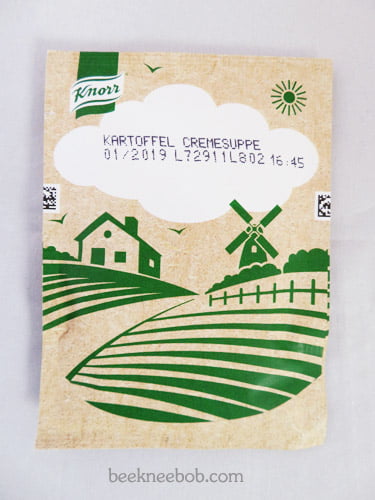 Knorr
KARTOFFEL CREMESUPPE
01/2019 L72911L802 16:45
beekneebob.com